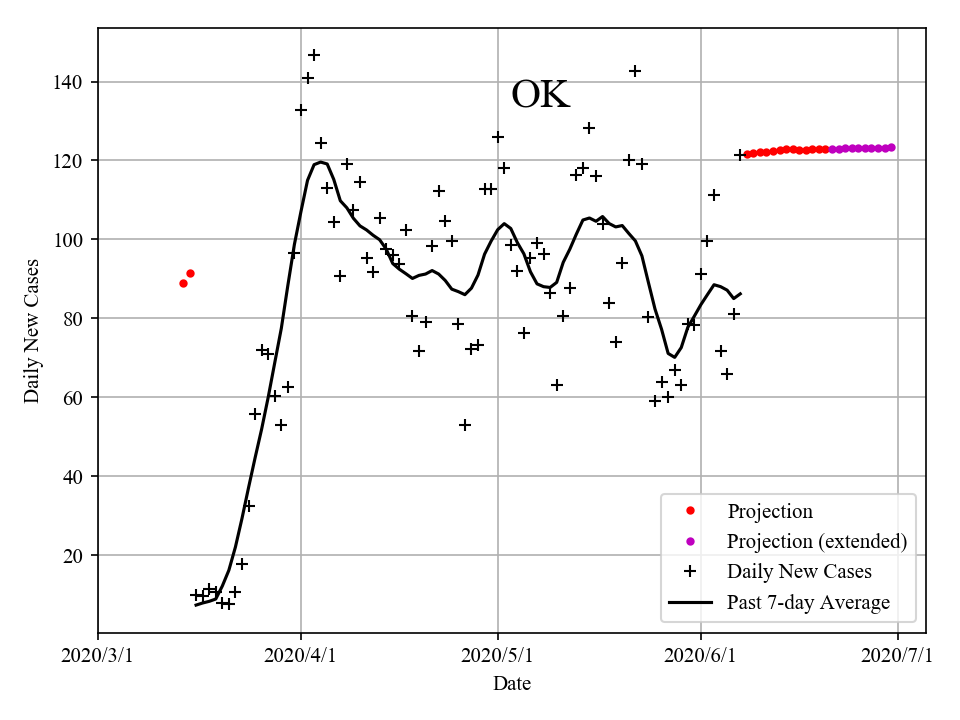 OK
140
120
100
80
60
40
20
Daily New Cases
2020/3/1
2020/4/1
2020/5/1
2020/6/1
2020/7/1
Date
Projection
Projection (extended)
Daily New Cases
Past 7-day Average